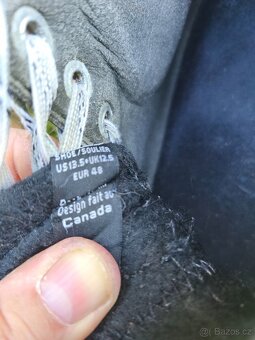 SHOE/SOULIER
US13.5•UK12.5
EUR 48
Design fait au
Canada
© Bazos.cz